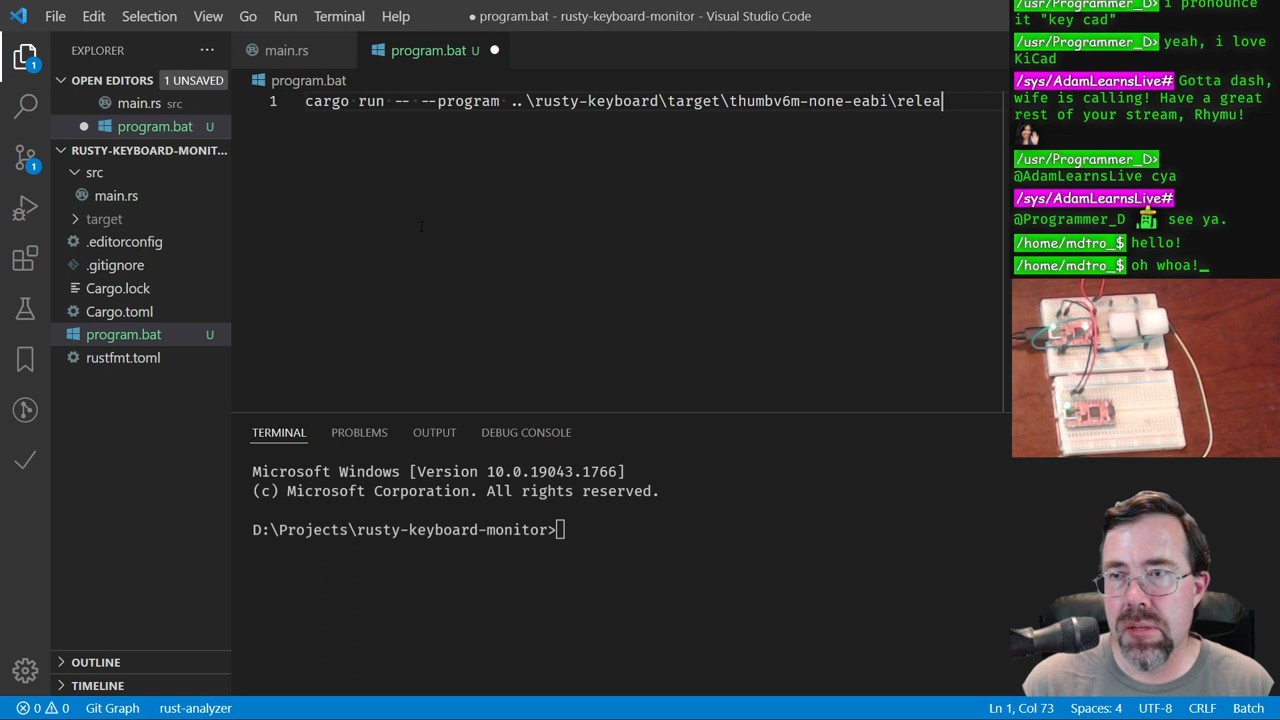 File Edit Selection View Go Run Terminal Help
● program.bat - rusty-keyboard-monitor - Visual Studio Code
EXPLORER
OPEN EDITORS 1 UNSAVED
main.rs src
program.bat U
RUSTY-KEYBOARD-MONIT...
src
main.rs
target
.editorconfig
.gitignore
Cargo.lock
Cargo.toml
program.bat U
rustfmt.toml
OUTLINE
TIMELINE
1
1
main.rs
program.bat U
program.bat
1 cargo run -- --program ..\rusty-keyboard\target\thumbv6m-none-eabi\relea
TERMINAL PROBLEMS OUTPUT DEBUG CONSOLE
Microsoft Windows [Version 10.0.19043.1766]
(c) Microsoft Corporation. All rights reserved.
D:\Projects\rusty-keyboard-monitor>
/usr/Programmer_D> i pronounce
it "key cad"
/usr/Programmer_D> yeah, i love
KiCad
/sys/AdamLearnsLive# Gotta dash,
wife is calling! Have a great
rest of your stream, Rhymu!
/usr/Programmer_D>
@AdamLearnsLive cya
/sys/AdamLearnsLive#
@Programmer_D see ya.
/home/mdtro_$ hello!
/home/mdtro_$ oh whoa!_
0 0 Git Graph rust-analyzer
Ln 1, Col 73 Spaces: 4 UTF-8 CRLF Batch